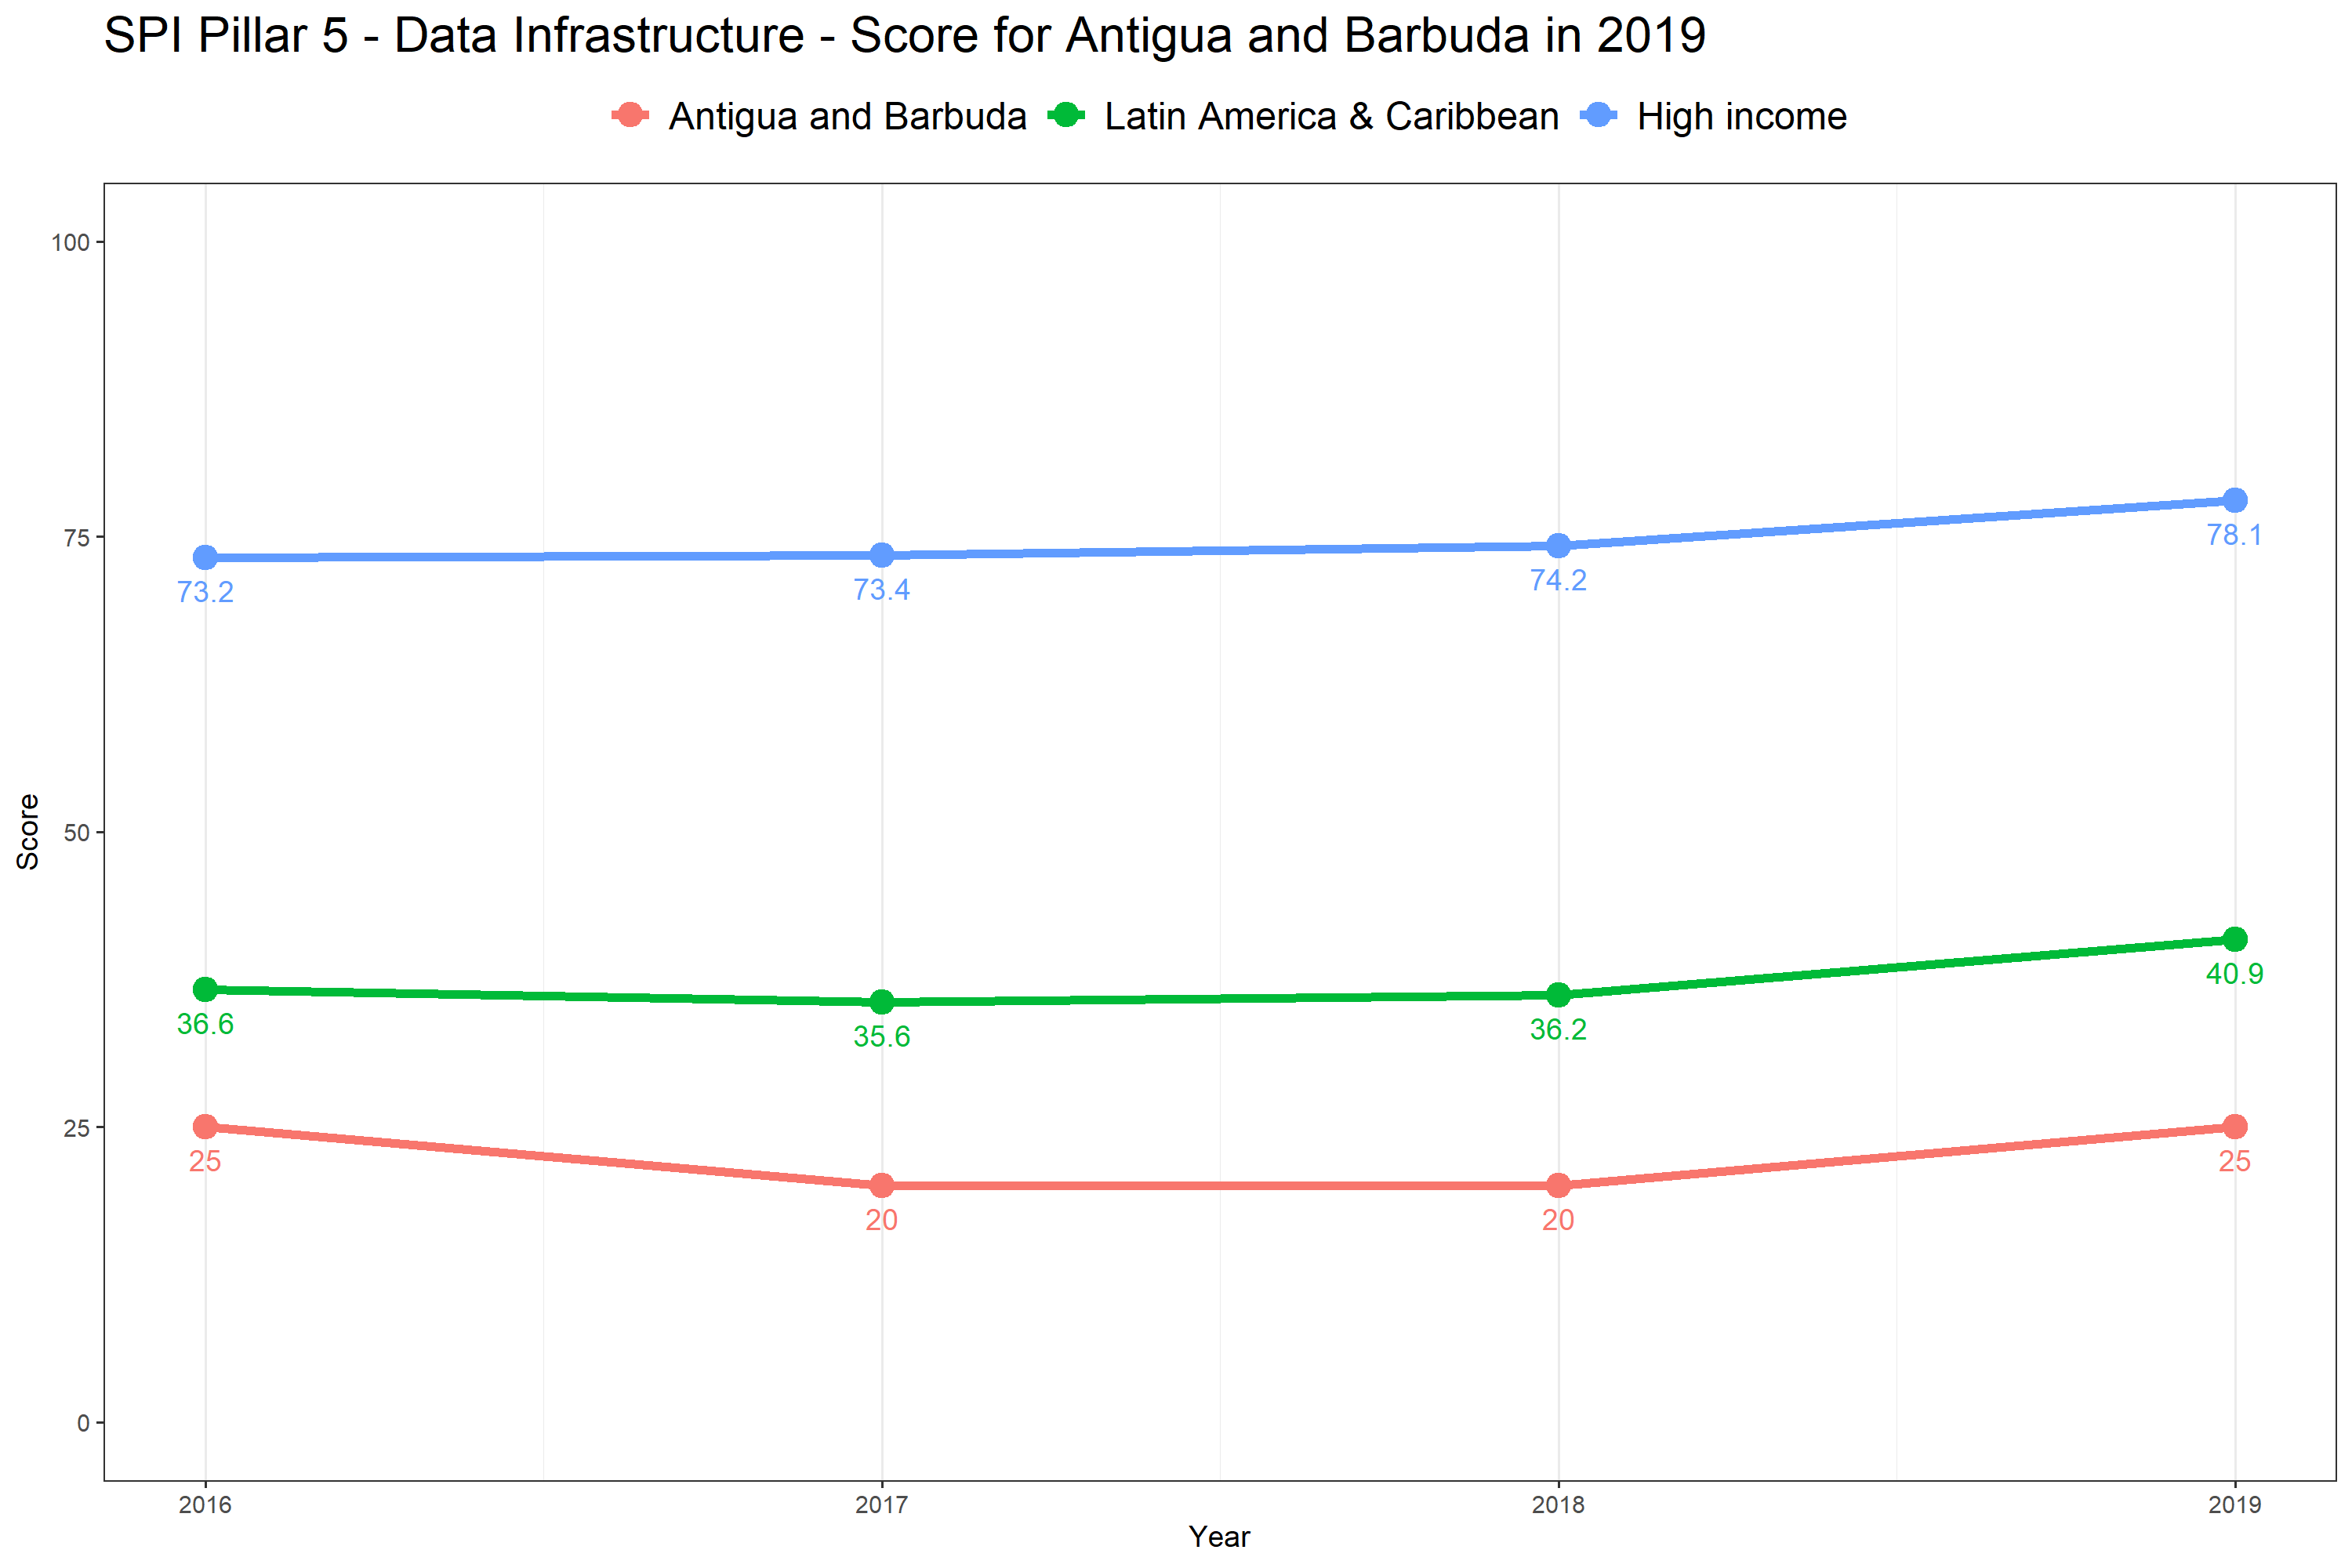 SPI Pillar 5 - Data Infrastructure - Score for Antigua and Barbuda in 2019
Antigua and Barbuda Latin America & Caribbean High income
100
75
50
25
0
Score
73.2 73.4 74.2 78.1
36.6 35.6 36.2 40.9
25 20 20 25
2016 2017 2018 2019
Year